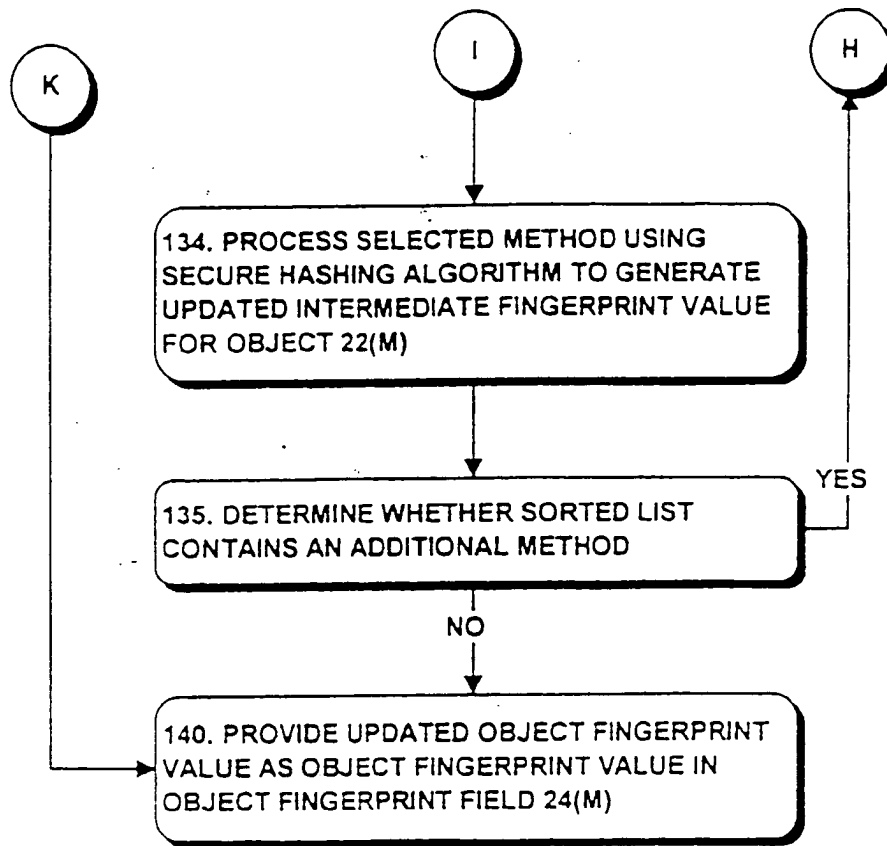 K
I
H
134. PROCESS SELECTED METHOD USING
SECURE HASHING ALGORITHM TO GENERATE
UPDATED INTERMEDIATE FINGERPRINT VALUE
FOR OBJECT 22(M)
YES
135. DETERMINE WHETHER SORTED LIST
CONTAINS AN ADDITIONAL METHOD
NO
140. PROVIDE UPDATED OBJECT FINGERPRINT
VALUE AS OBJECT FINGERPRINT VALUE IN
OBJECT FINGERPRINT FIELD 24(M)